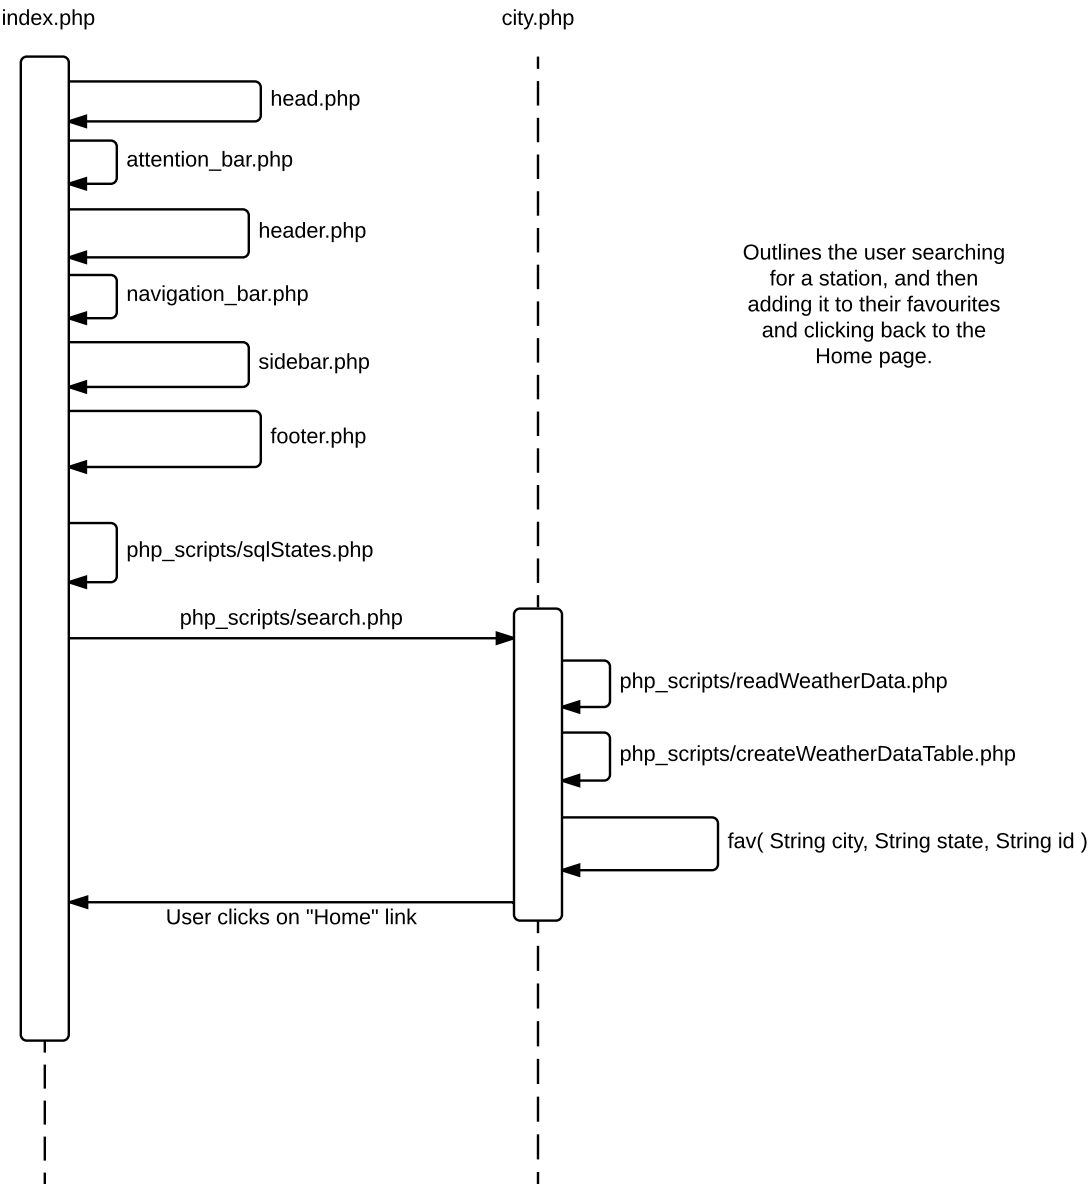 index.php
city.php
head.php
attention_bar.php
header.php
Outlines the user searching
for a station, and then
adding it to their favourites
and clicking back to the
Home page.
navigation_bar.php
sidebar.php
footer.php
php_scripts/sqlStates.php
php_scripts/search.php
php_scripts/readWeatherData.php
php_scripts/createWeatherDataTable.php
fav( String city, String state, String id )
User clicks on "Home" link